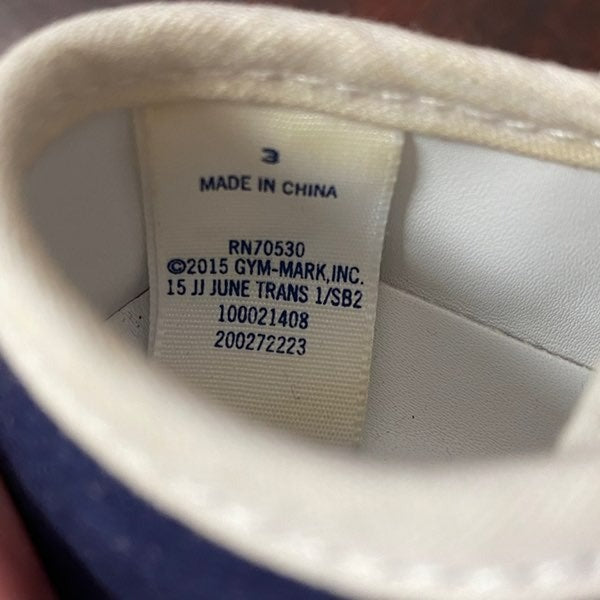 3
MADE IN CHINA
RN70530
©2015 GYM-MARK,INC.
15 JJ JUNE TRANS 1/SB2
100021408
200272223